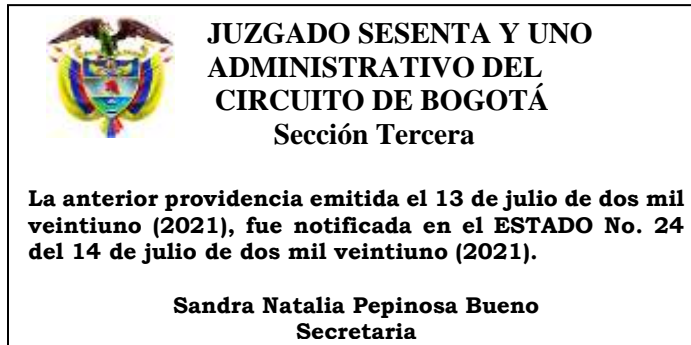 JUZGADO SESENTA Y UNO
ADMINISTRATIVO DEL
CIRCUITO DE BOGOTÁ
Sección Tercera
La anterior providencia emitida el 13 de julio de dos mil
veintiuno (2021), fue notificada en el ESTADO No. 24
del 14 de julio de dos mil veintiuno (2021).
Sandra Natalia Pepinosa Bueno
Secretaria